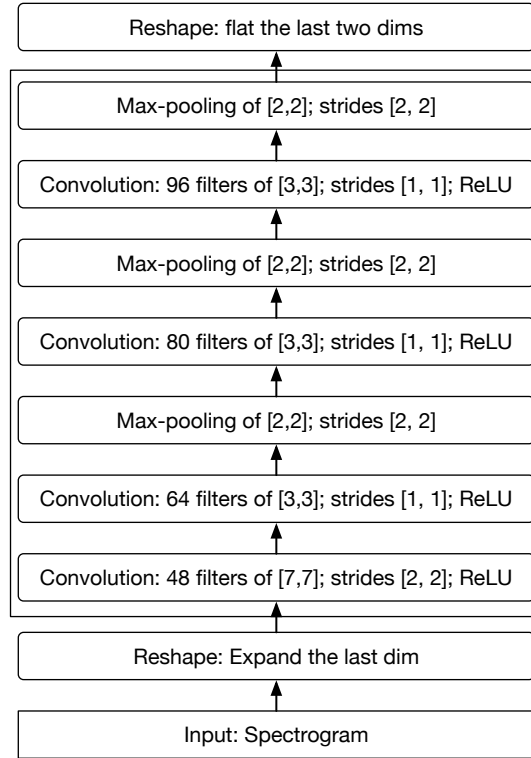 Reshape: flat the last two dims
Max-pooling of [2,2]; strides [2, 2]
Convolution: 96 filters of [3,3]; strides [1, 1]; ReLU
Max-pooling of [2,2]; strides [2, 2]
Convolution: 80 filters of [3,3]; strides [1, 1]; ReLU
Max-pooling of [2,2]; strides [2, 2]
Convolution: 64 filters of [3,3]; strides [1, 1]; ReLU
Convolution: 48 filters of [7,7]; strides [2, 2]; ReLU
Reshape: Expand the last dim
Input: Spectrogram